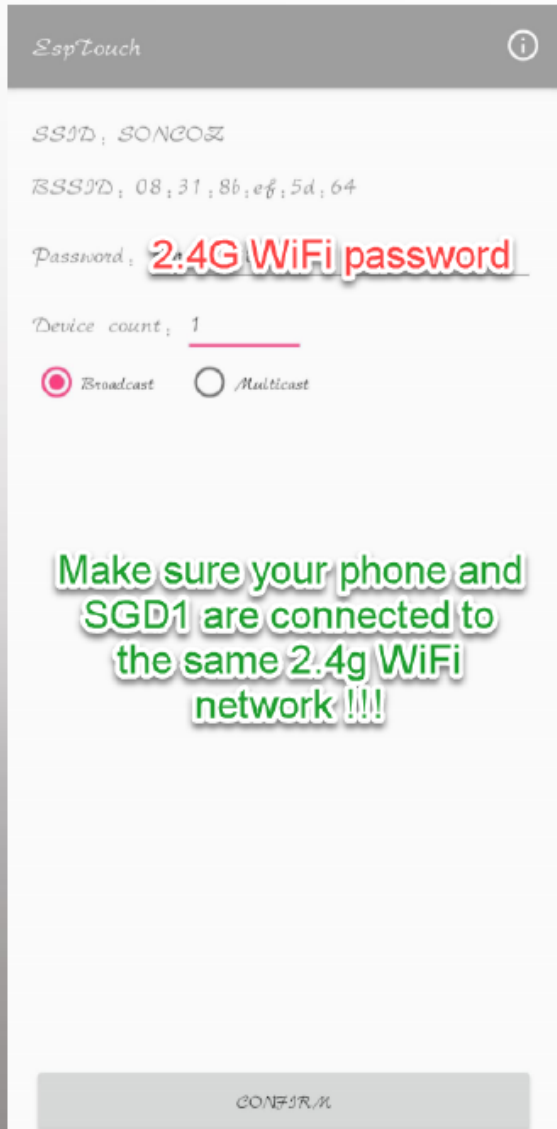 EspTouch
SSID: SONCOZ
BSSID: 08:31:8b:ef:5d:64
Password: 2.4G WiFi password
Device count: 1
Broadcast Multicast
Make sure your phone and
SGD1 are connected to
the same 2.4g WiFi
network !!!
CONFIRM